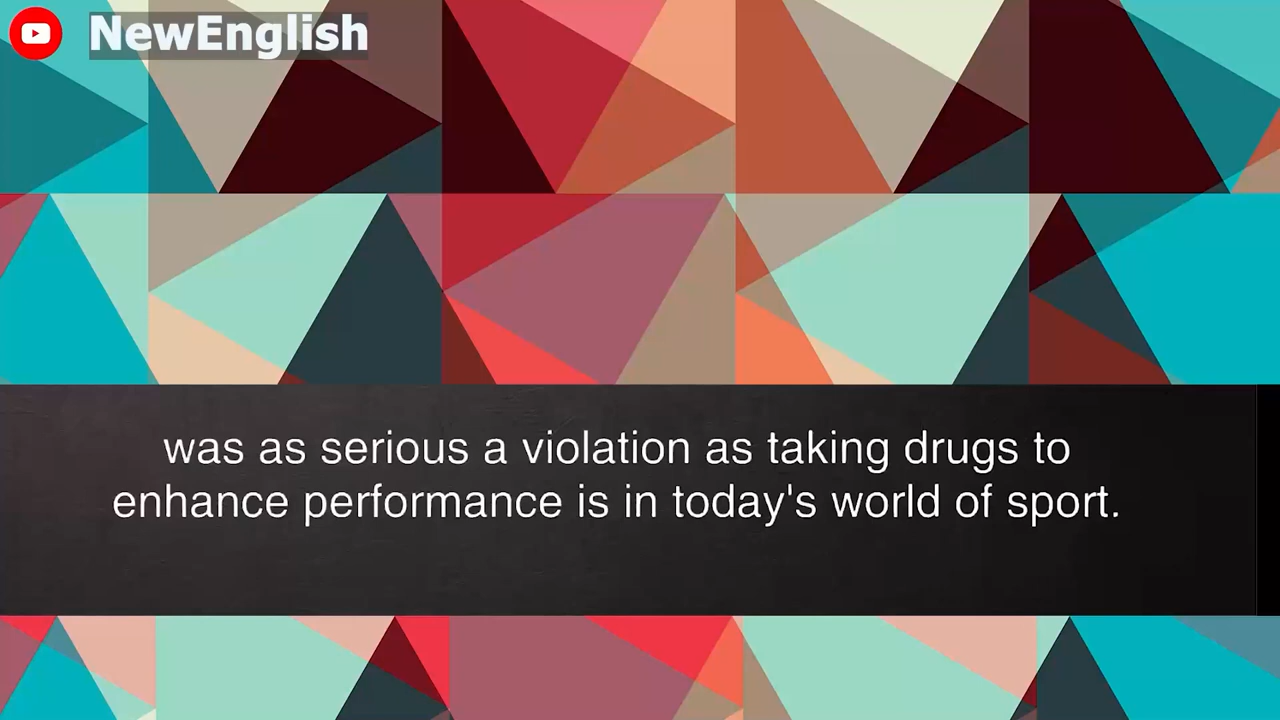 NewEnglish
was as serious a violation as taking drugs to
enhance performance is in today's world of sport.